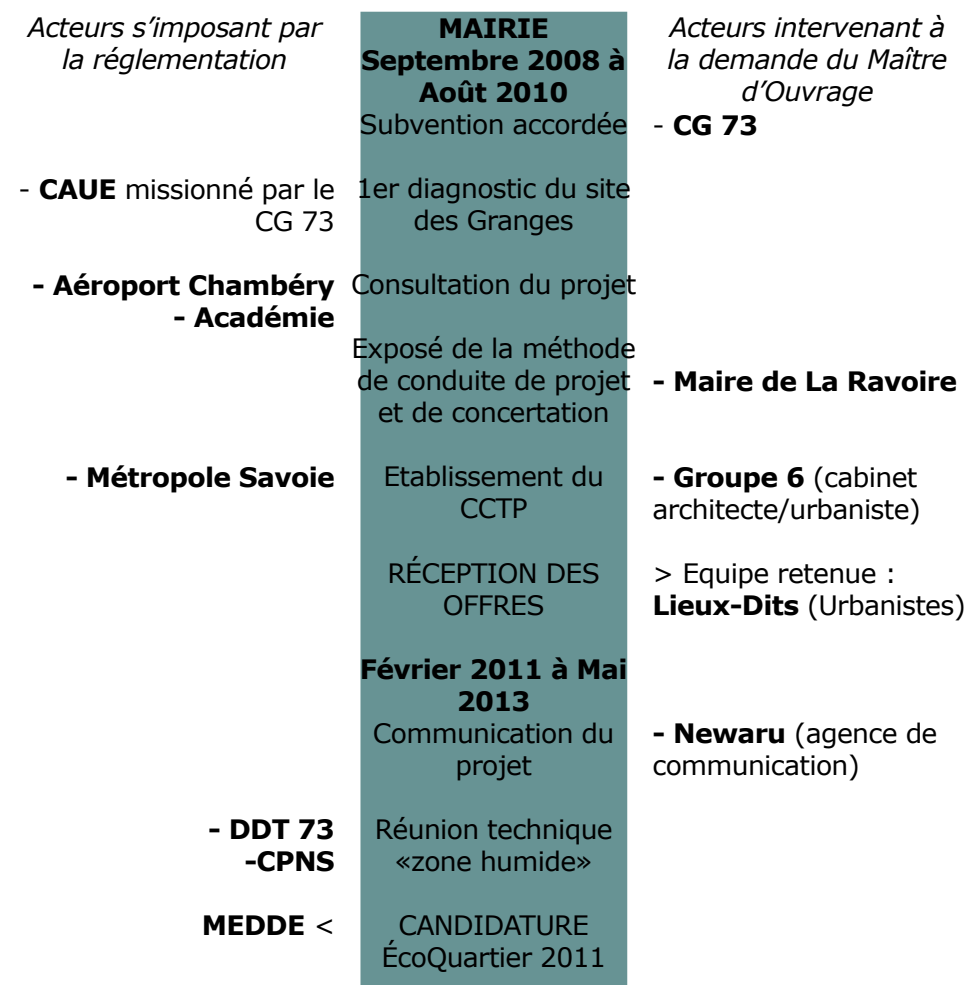 Acteurs s’imposant par
la réglementation
MAIRIE
Septembre 2008 à
Août 2010
Acteurs intervenant à
la demande du Maître
d’Ouvrage
Subvention accordée
- CG 73
- CAUE missionné par le
CG 73
1er diagnostic du site
des Granges
- Aéroport Chambéry
- Académie
Consultation du projet
Exposé de la méthode
de conduite de projet
et de concertation
- Maire de La Ravoire
- Métropole Savoie
Etablissement du
CCTP
- Groupe 6 (cabinet
architecte/urbaniste)
RÉCEPTION DES
OFFRES
> Equipe retenue :
Lieux-Dits (Urbanistes)
Février 2011 à Mai
2013
Communication du
projet
- Newaru (agence de
communication)
- DDT 73
-CPNS
Réunion technique
«zone humide»
MEDDE <
CANDIDATURE
ÉcoQuartier 2011